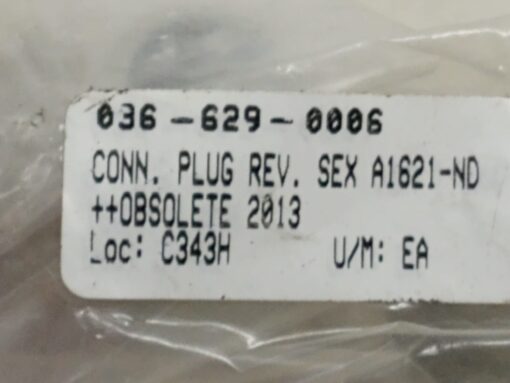 036-629-0006
CONN. PLUG REV. SEX A1621-ND
++OBSOLETE 2013
Loc: C343H U/M: EA